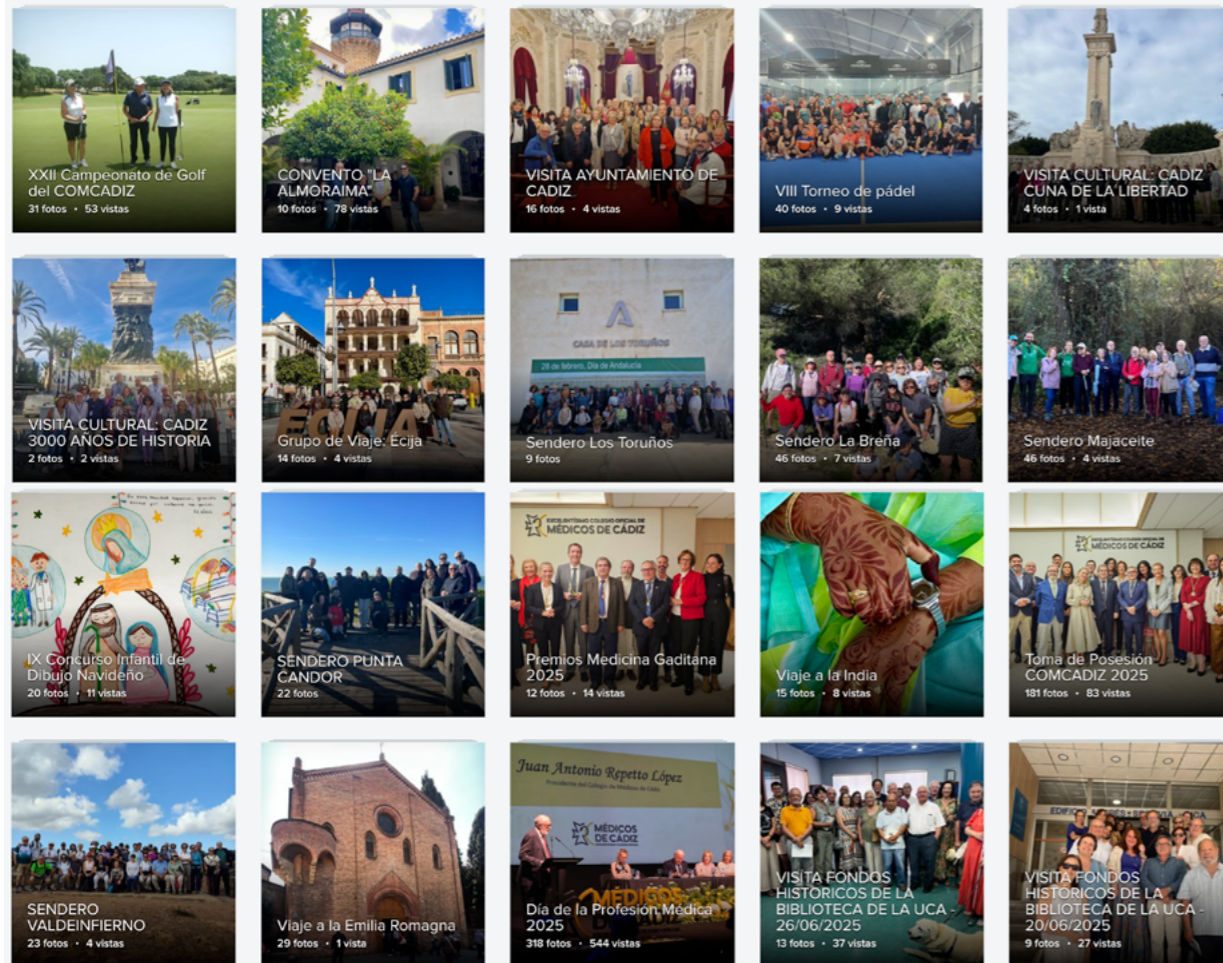 XXII Campeonato de Golf
del COMCADIZ
31 fotos • 53 vistas
CONVENTO "LA
ALMORAIMA"
10 fotos • 78 vistas
VISITA AYUNTAMIENTO DE
CADIZ
16 fotos • 4 vistas
VIII Torneo de pádel
40 fotos • 9 vistas
VISITA CULTURAL: CADIZ
CUNA DE LA LIBERTAD
4 fotos • 1 vista
VISITA CULTURAL: CADIZ
3000 AÑOS DE HISTORIA
2 fotos • 2 vistas
ECIJA
Grupo de Viaje: Écija
14 fotos • 4 vistas
CASA DE LOS TORUÑOS
28 de febrero, Día de Andalucía
Sendero Los Toruños
9 fotos
Sendero La Breña
46 fotos • 7 vistas
Sendero Majaceite
46 fotos • 4 vistas
IX Concurso Infantil de
Dibujo Navideño
20 fotos • 11 vistas
SENDERO PUNTA
CANDOR
22 fotos
EXCELENTÍSIMO COLEGIO OFICIAL DE
MÉDICOS DE CÁDIZ
Premios Medicina Gaditana
2025
12 fotos • 14 vistas
Viaje a la India
15 fotos • 8 vistas
EXCELENTÍSIMO COLEGIO OFICIAL DE
MÉDICOS DE CÁDIZ
Toma de Posesión
COMCADIZ 2025
181 fotos • 83 vistas
SENDERO
VALDEINFIERNO
23 fotos • 4 vistas
Viaje a la Emilia Romagna
29 fotos • 1 vista
Juan Antonio Repetto López
Presidente del Colegio de Médicos de Cádiz
MÉDICOS
DE CÁDIZ
MÉDICOS
Día de la Profesión Médica
2025
318 fotos • 544 vistas
VISITA FONDOS
HISTÓRICOS DE LA
BIBLIOTECA DE LA UCA -
26/06/2025
13 fotos • 37 vistas
VISITA FONDOS
HISTÓRICOS DE LA
BIBLIOTECA DE LA UCA -
20/06/2025
9 fotos • 27 vistas